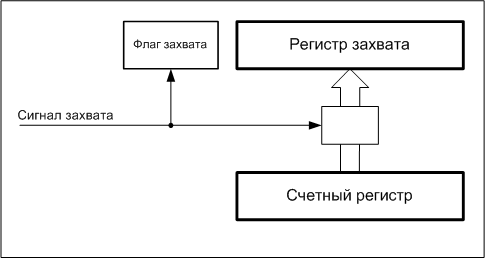 Флаг захвата
Регистр захвата
Сигнал захвата
Счетный регистр